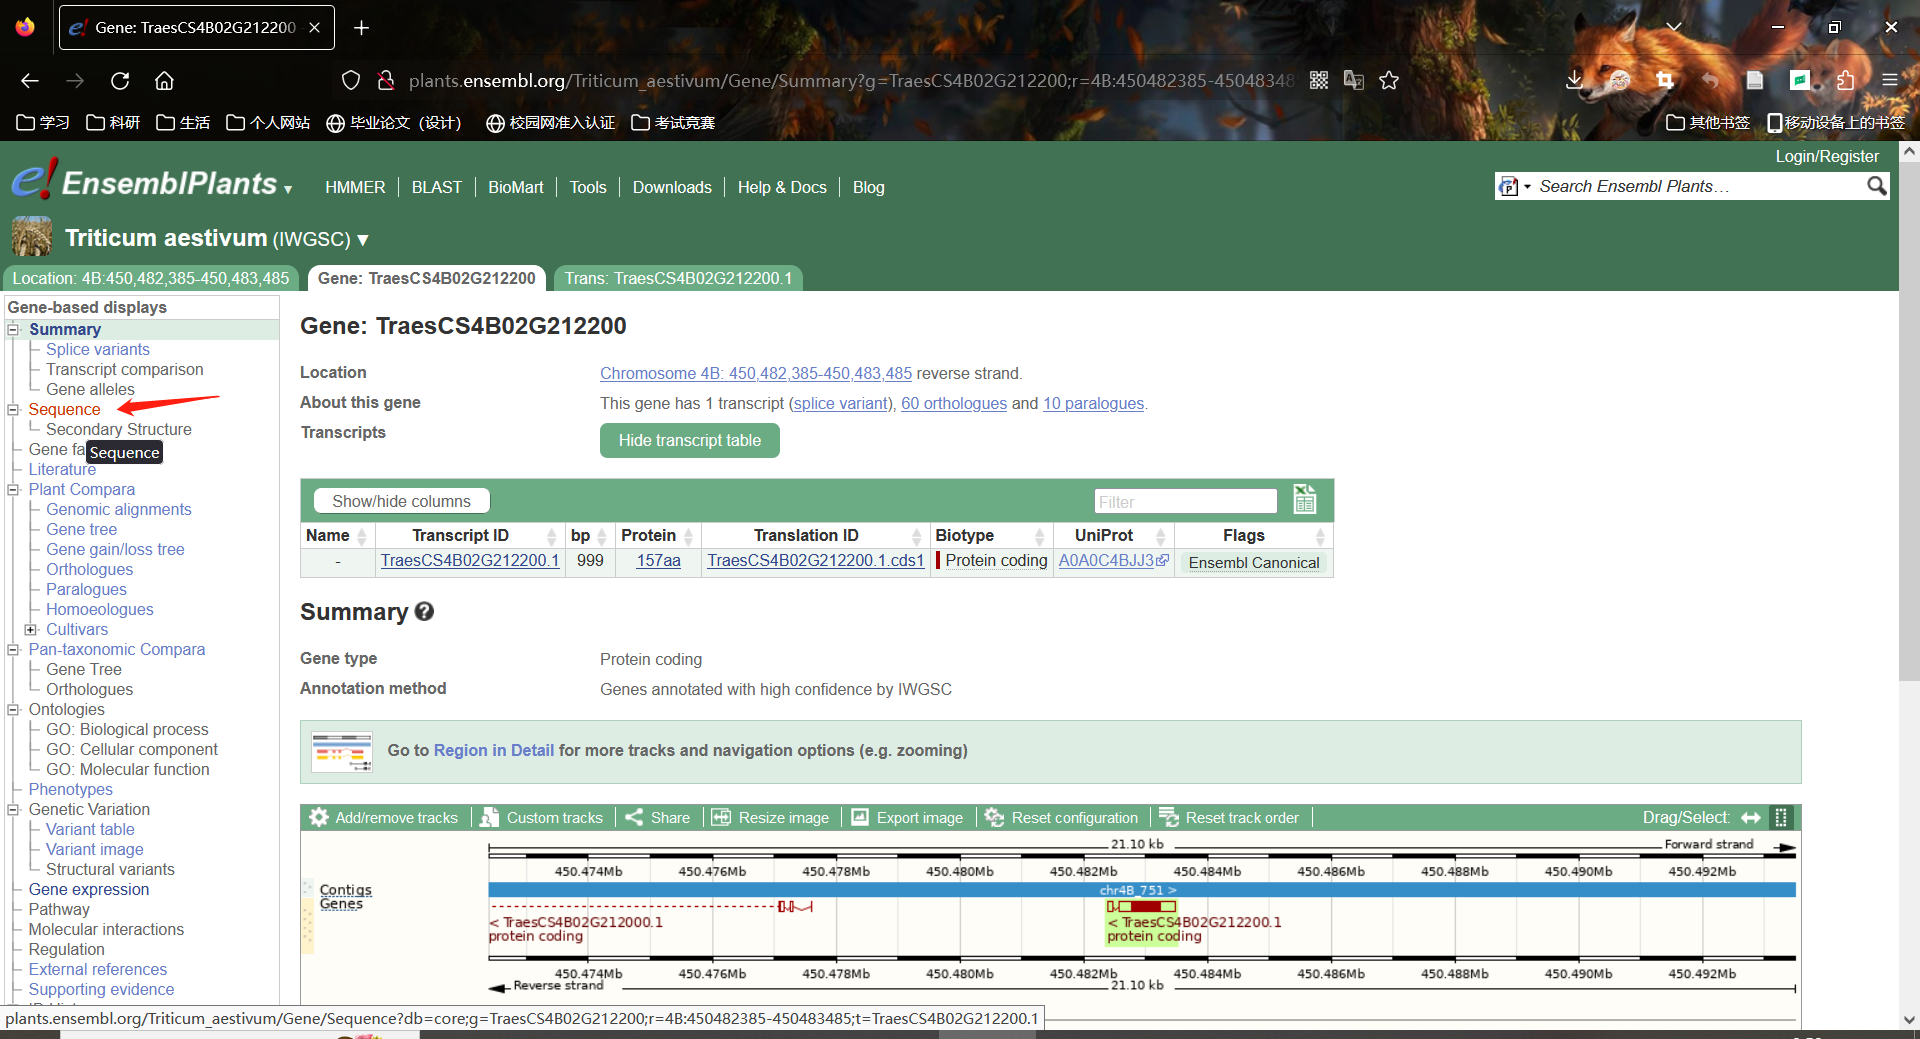 Gene: TraesCS4B02G212200
plants.ensembl.org/Triticum_aestivum/Gene/Summary?g=TraesCS4B02G212200;r=4B:450482385-45048348
学习 科研 生活 个人网站 毕业论文（设计） 校园网准入认证 考试竞赛 其他书签 移动设备上的书签
Login/Register
e! EnsemblPlants HMMER BLAST BioMart Tools Downloads Help & Docs Blog Search Ensembl Plants…
Triticum aestivum (IWGSC)
Location: 4B:450,482,385-450,483,485 Gene: TraesCS4B02G212200 Trans: TraesCS4B02G212200.1
Gene-based displays
Summary
Splice variants
Transcript comparison
Gene alleles
Sequence
Secondary Structure
Gene fa
Sequence
Literature
Plant Compara
Genomic alignments
Gene tree
Gene gain/loss tree
Orthologues
Paralogues
Homoeologues
Cultivars
Pan-taxonomic Compara
Gene Tree
Orthologues
Ontologies
GO: Biological process
GO: Cellular component
GO: Molecular function
Phenotypes
Genetic Variation
Variant table
Variant image
Structural variants
Gene expression
Pathway
Molecular interactions
Regulation
External references
Supporting evidence
Gene: TraesCS4B02G212200
Location Chromosome 4B: 450,482,385-450,483,485 reverse strand.
About this gene This gene has 1 transcript (splice variant), 60 orthologues and 10 paralogues.
Transcripts Hide transcript table
Show/hide columns Filter
Name Transcript ID bp Protein Translation ID Biotype UniProt Flags
- TraesCS4B02G212200.1 999 157aa TraesCS4B02G212200.1.cds1 Protein coding A0A0C4BJJ3 Ensembl Canonical
Summary ?
Gene type Protein coding
Annotation method Genes annotated with high confidence by IWGSC
Go to Region in Detail for more tracks and navigation options (e.g. zooming)
Add/remove tracks Custom tracks Share Resize image Export image Reset configuration Reset track order Drag/Select:
21.10 kb Forward strand
450.474Mb 450.476Mb 450.478Mb 450.480Mb 450.482Mb 450.484Mb 450.486Mb 450.488Mb 450.490Mb 450.492Mb
Contigs chr4B_751 >
Genes
< TraesCS4B02G212000.1 < TraesCS4B02G212200.1
protein coding protein coding
450.474Mb 450.476Mb 450.478Mb 450.480Mb 450.482Mb 450.484Mb 450.486Mb 450.488Mb 450.490Mb 450.492Mb
Reverse strand 21.10 kb
plants.ensembl.org/Triticum_aestivum/Gene/Sequence?db=core;g=TraesCS4B02G212200;r=4B:450482385-450483485;t=TraesCS4B02G212200.1